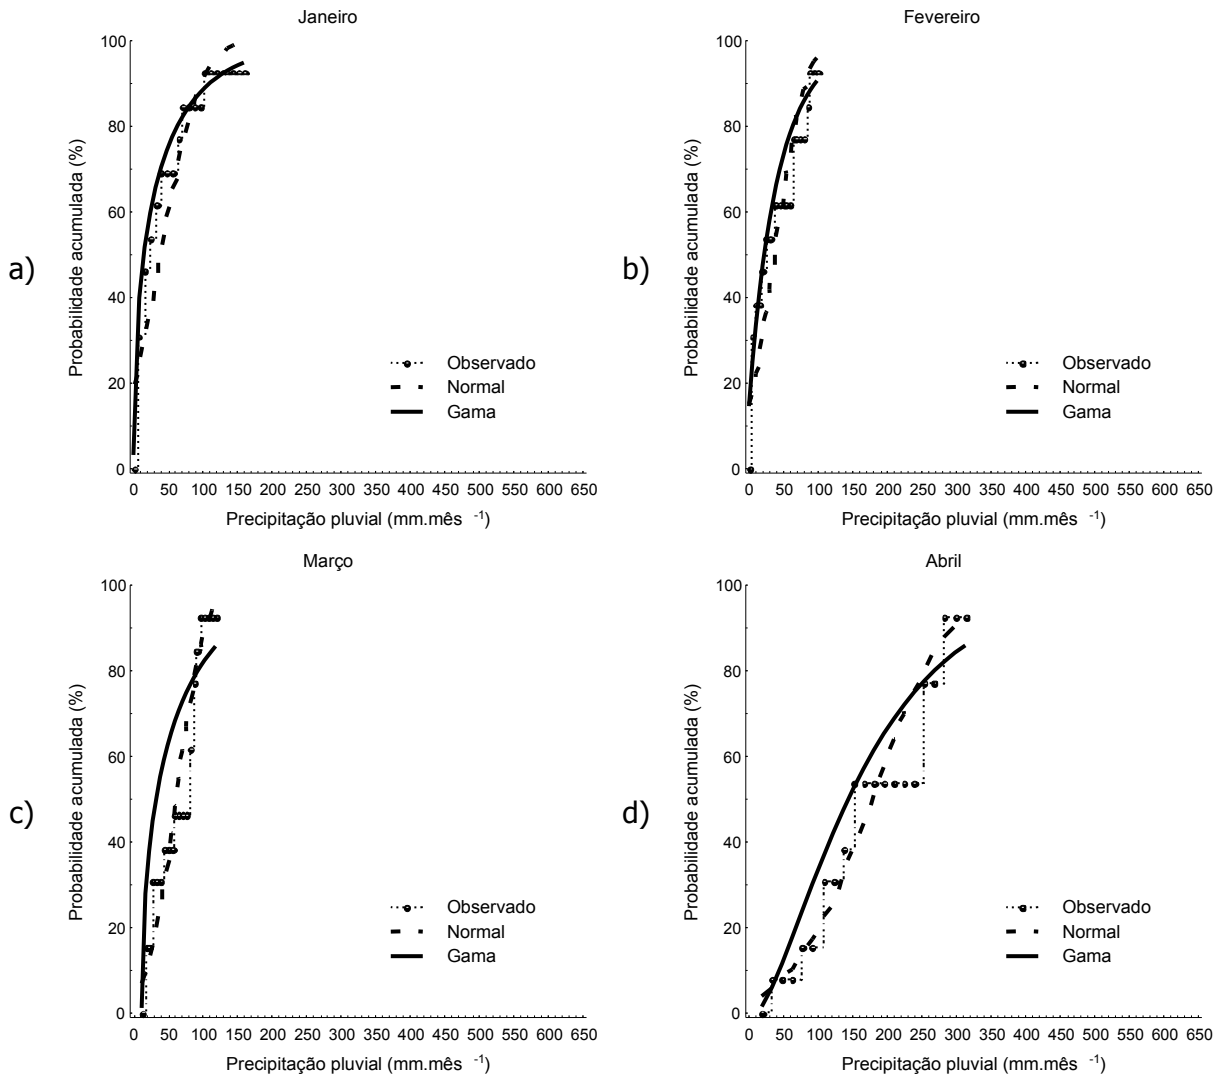 Janeiro
100
80
60
40
20
0
Probabilidade acumulada (%)
a)
Observado
Normal
Gama
0 50 100 150 200 250 300 350 400 450 500 550 600 650
Precipitação pluvial (mm.mês -1)
Fevereiro
100
80
60
40
20
0
Probabilidade acumulada (%)
b)
Observado
Normal
Gama
0 50 100 150 200 250 300 350 400 450 500 550 600 650
Precipitação pluvial (mm.mês -1)
Março
100
80
60
40
20
0
Probabilidade acumulada (%)
c)
Observado
Normal
Gama
0 50 100 150 200 250 300 350 400 450 500 550 600 650
Precipitação pluvial (mm.mês -1)
Abril
100
80
60
40
20
0
Probabilidade acumulada (%)
d)
Observado
Normal
Gama
0 50 100 150 200 250 300 350 400 450 500 550 600 650
Precipitação pluvial (mm.mês -1)